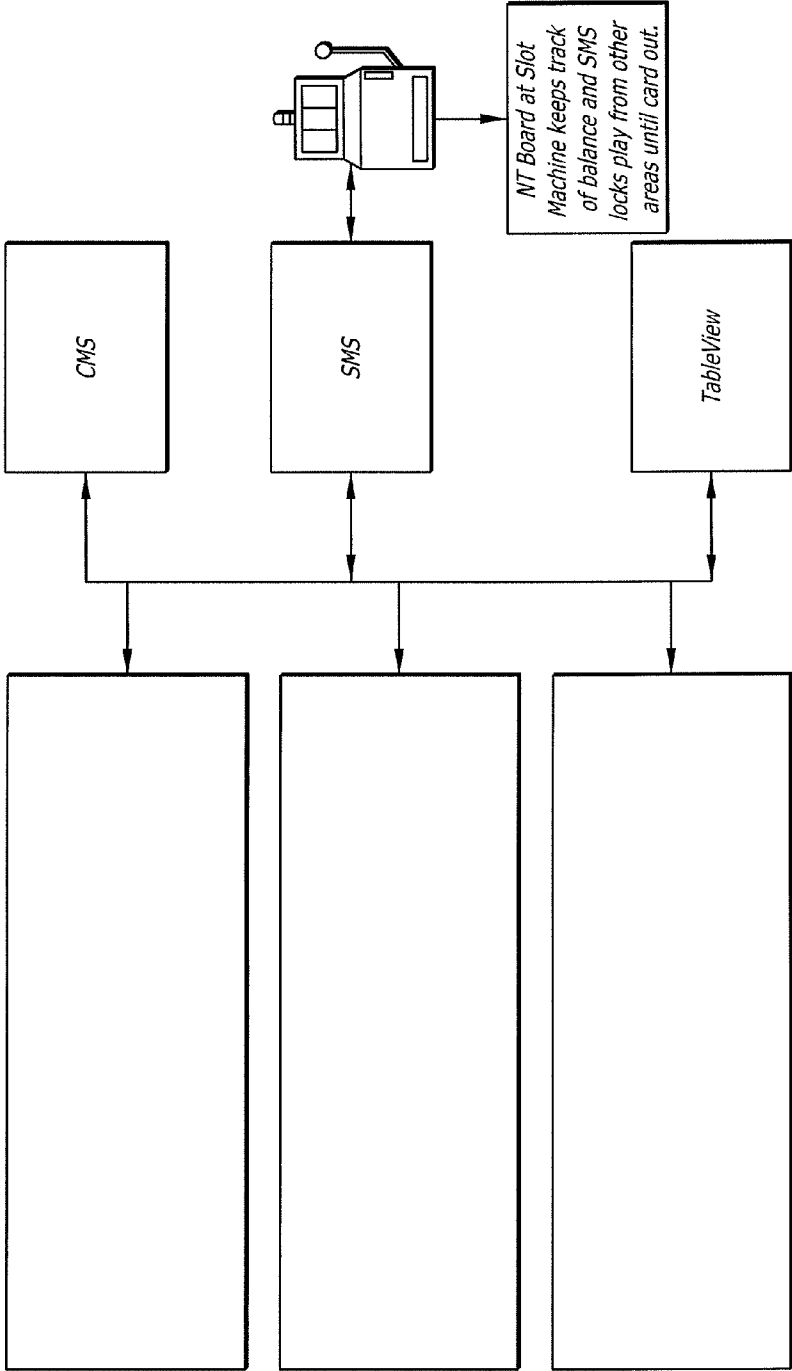 CMS
SMS
TableView
NT Board at Slot
Machine keeps track
of balance and SMS
locks play from other
areas until card out.